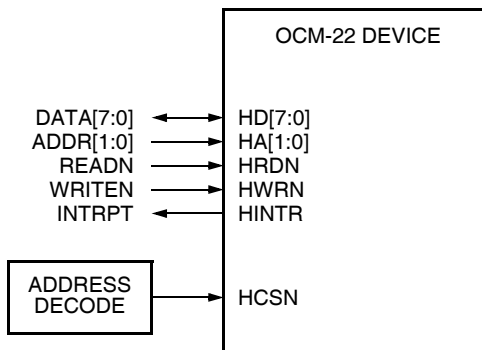 OCM-22 DEVICE
DATA[7:0] HD[7:0]
ADDR[1:0] HA[1:0]
READN HRDN
WRITEN HWRN
INTRPT HINTR
ADDRESS
DECODE
HCSN